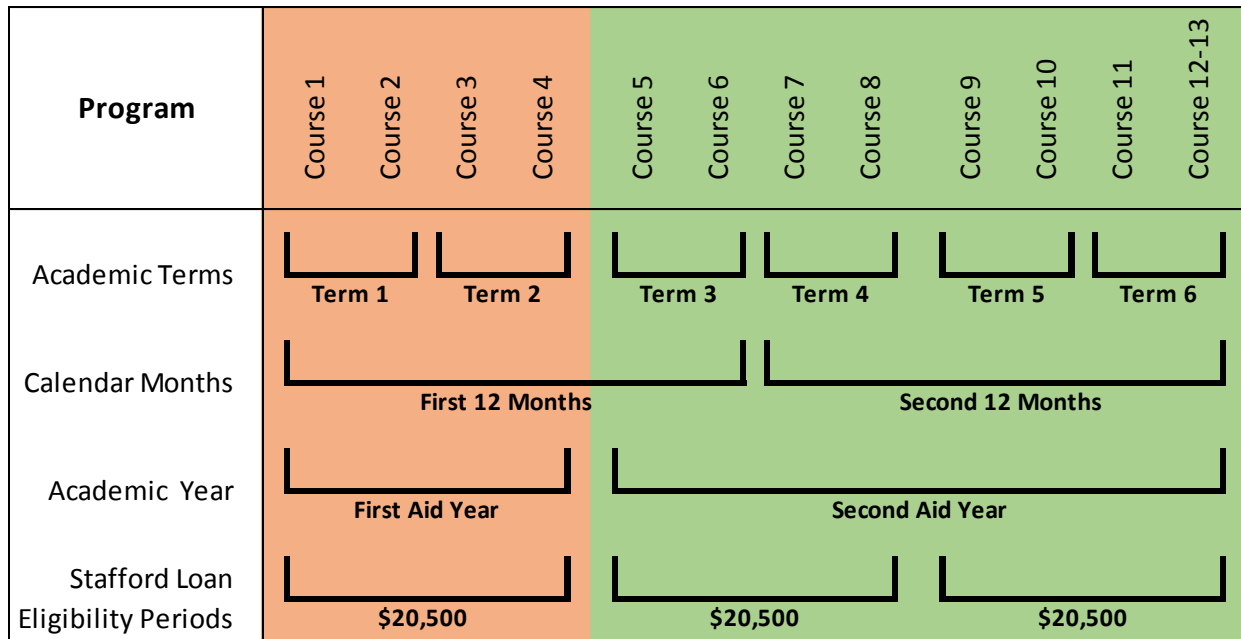 Program
Course 1
Course 2
Course 3
Course 4
Course 5
Course 6
Course 7
Course 8
Course 9
Course 10
Course 11
Course 12-13
Academic Terms
Term 1
Term 2
Term 3
Term 4
Term 5
Term 6
Calendar Months
First 12 Months
Second 12 Months
Academic Year
First Aid Year
Second Aid Year
Stafford Loan
Eligibility Periods
$20,500
$20,500
$20,500